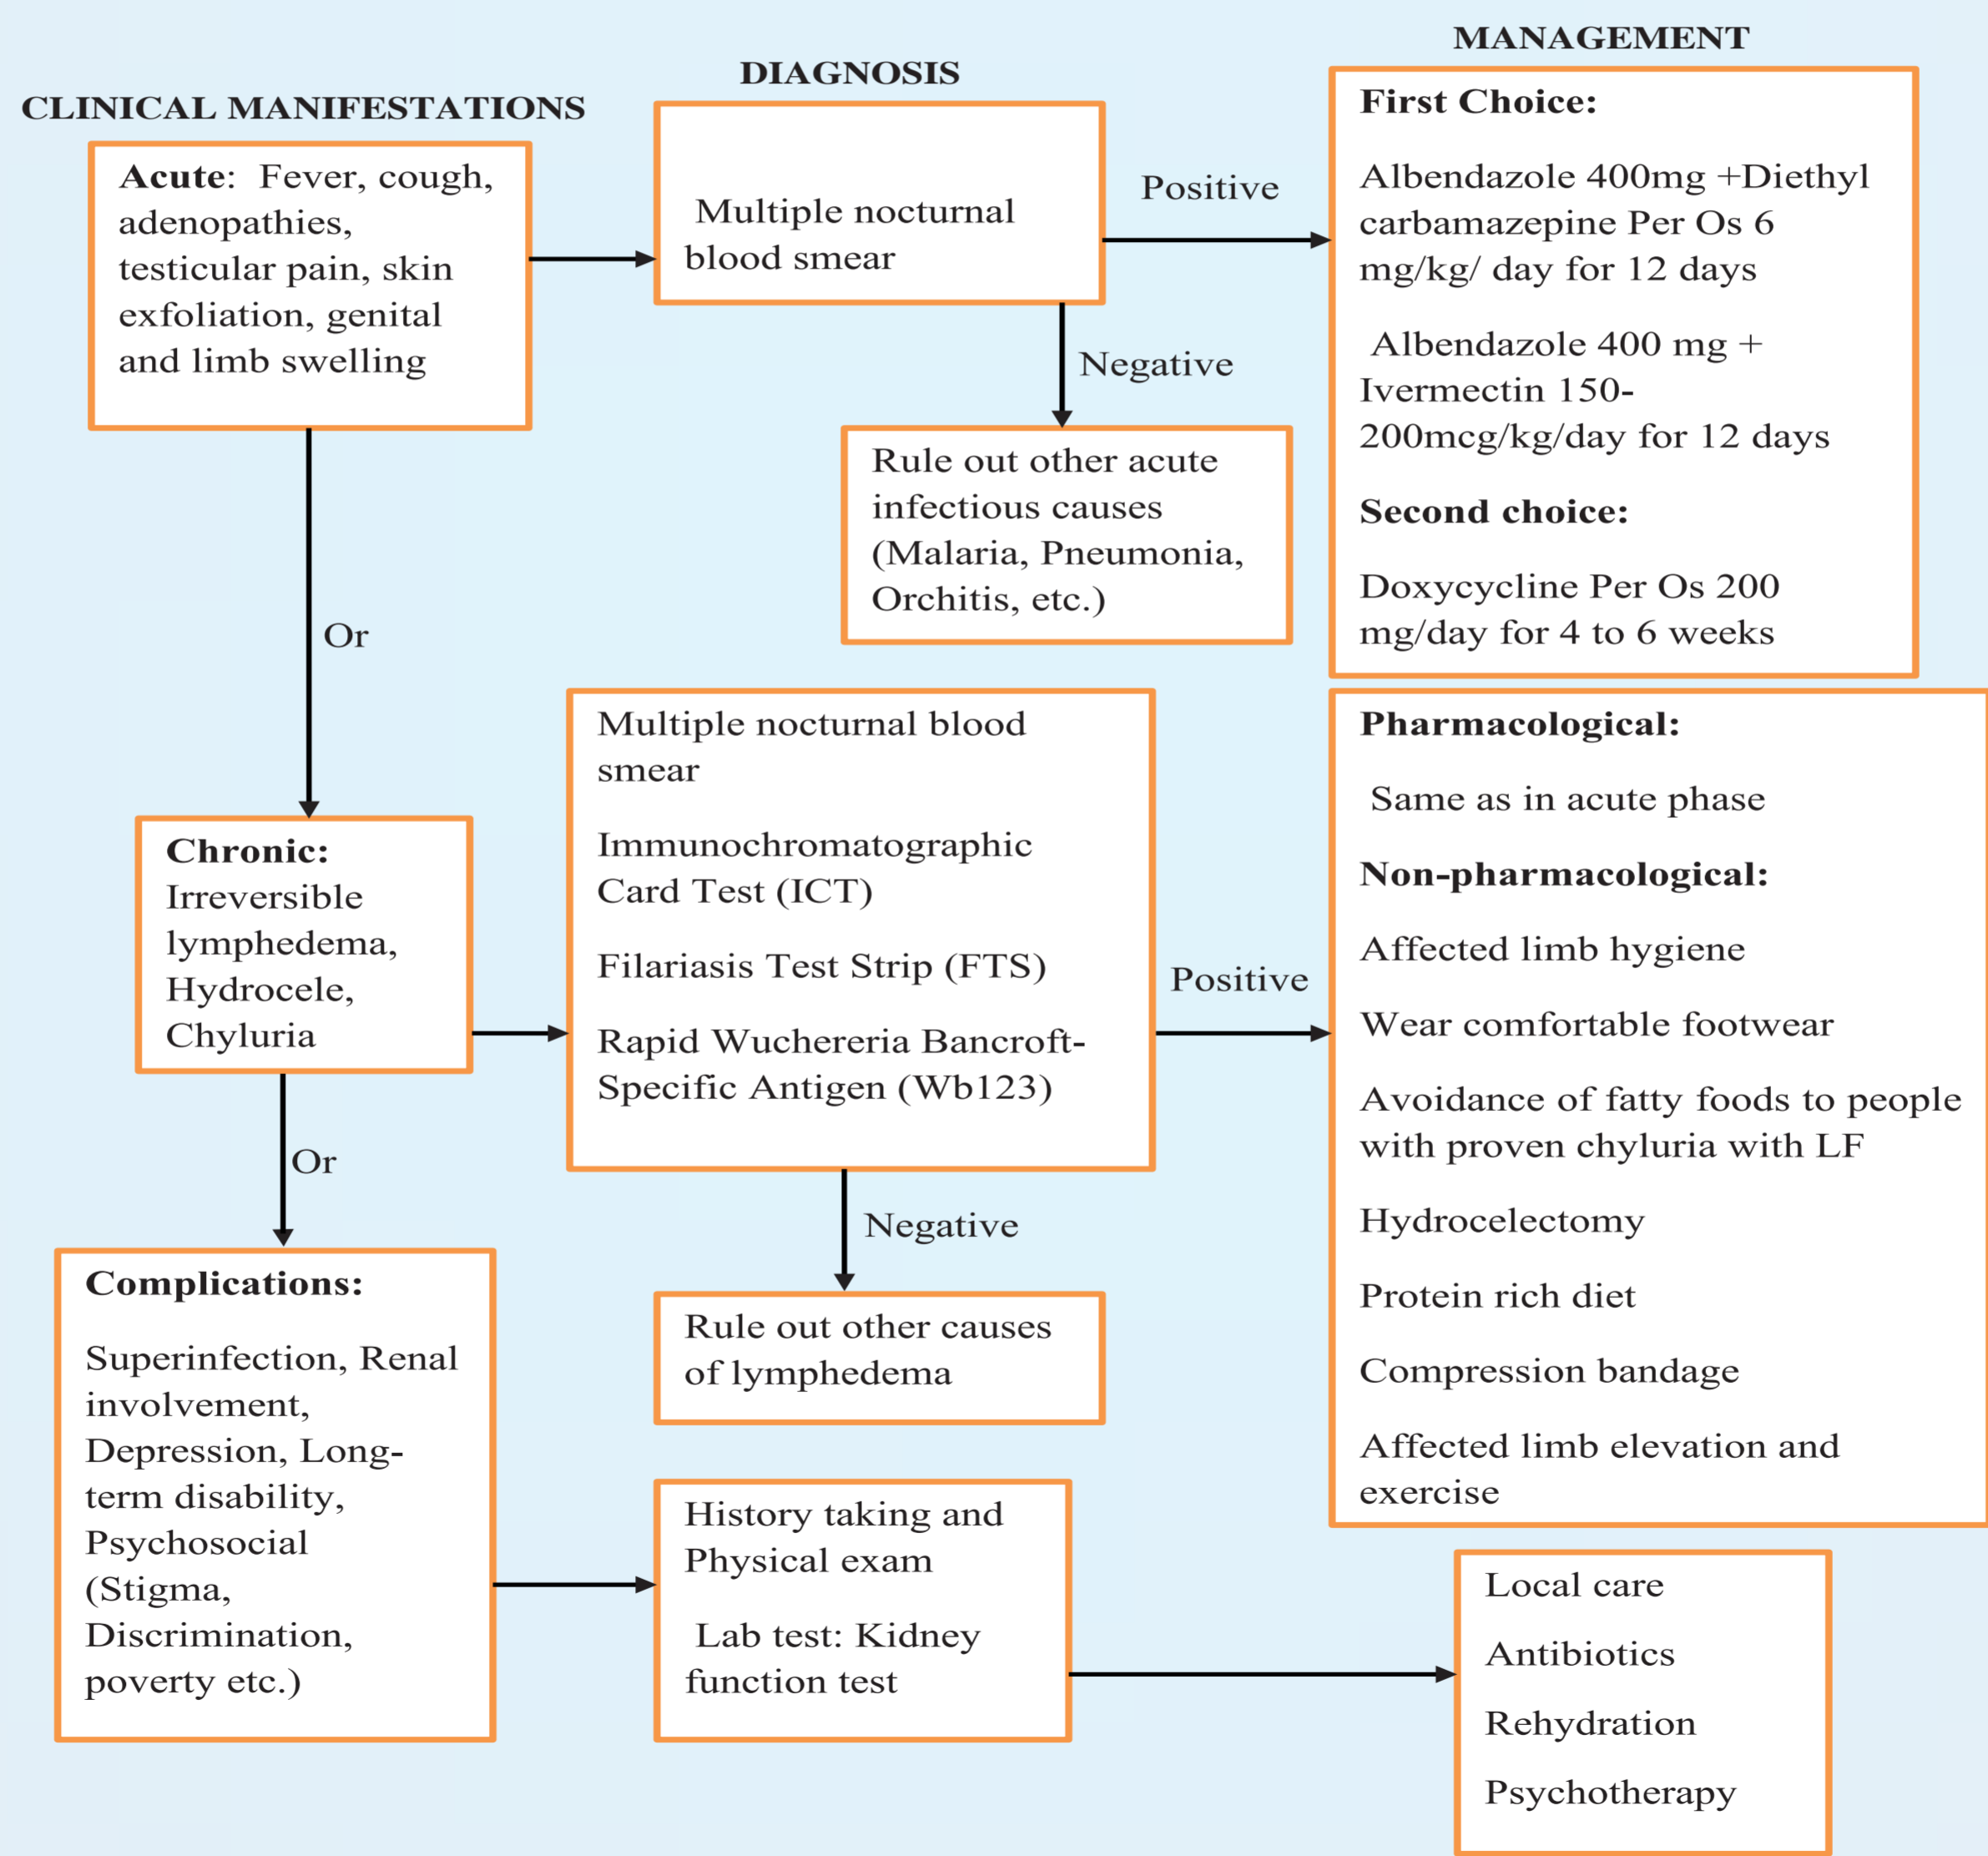 CLINICAL MANIFESTATIONS
Acute: Fever, cough,
adenopathies,
testicular pain, skin
exfoliation, genital
and limb swelling
Or
Chronic:
Irreversible
lymphedema,
Hydrocele,
Chyluria
Or
Complications:
Superinfection, Renal
involvement,
Depression, Long-
term disability,
Psychosocial
(Stigma,
Discrimination,
poverty etc.)
DIAGNOSIS
Multiple nocturnal
blood smear
Positive
Negative
Rule out other acute
infectious causes
(Malaria, Pneumonia,
Orchitis, etc.)
Multiple nocturnal blood
smear
Immunochromatographic
Card Test (ICT)
Filariasis Test Strip (FTS)
Rapid Wuchereria Bancroft-
Specific Antigen (Wb123)
Positive
Negative
Rule out other causes
of lymphedema
History taking and
Physical exam
Lab test: Kidney
function test
MANAGEMENT
First Choice:
Albendazole 400mg +Diethyl
carbamazepine Per Os 6
mg/kg/ day for 12 days
Albendazole 400 mg +
Ivermectin 150-
200mcg/kg/day for 12 days
Second choice:
Doxycycline Per Os 200
mg/day for 4 to 6 weeks
Pharmacological:
Same as in acute phase
Non-pharmacological:
Affected limb hygiene
Wear comfortable footwear
Avoidance of fatty foods to people
with proven chyluria with LF
Hydrocelectomy
Protein rich diet
Compression bandage
Affected limb elevation and
exercise
Local care
Antibiotics
Rehydration
Psychotherapy